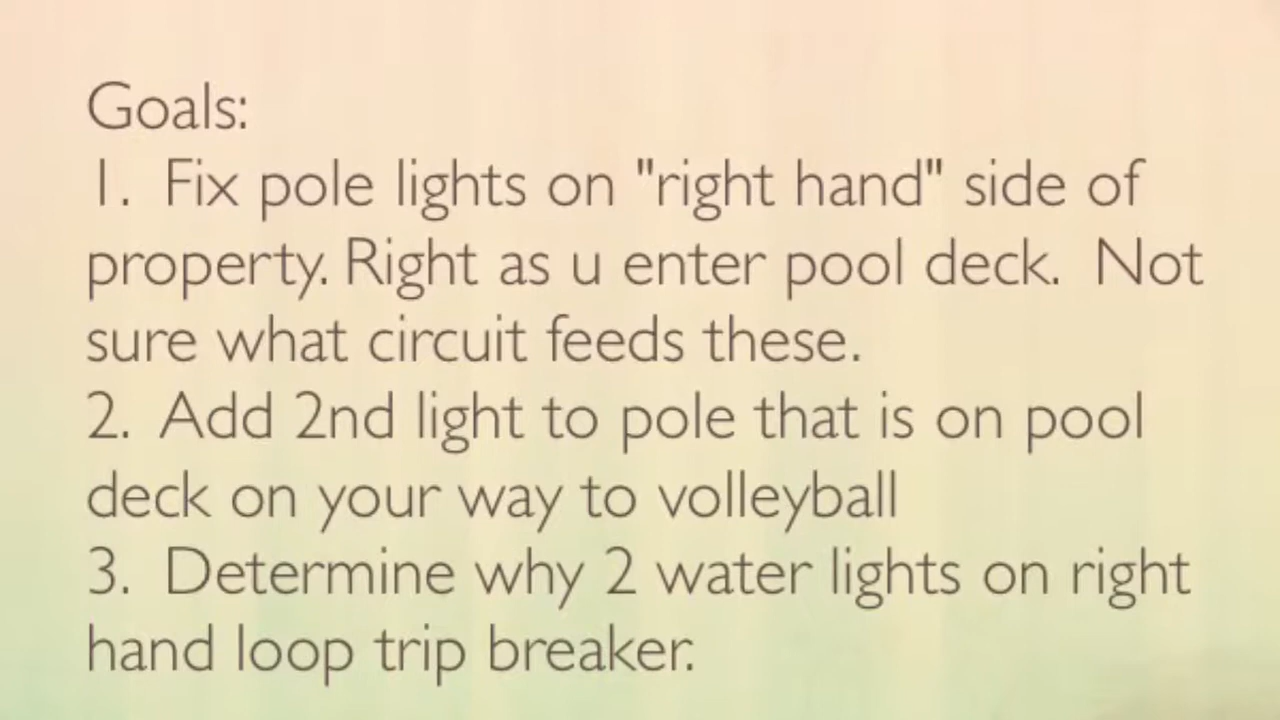 Goals:
1.  Fix pole lights on "right hand" side of
property. Right as u enter pool deck.  Not
sure what circuit feeds these.
2.  Add 2nd light to pole that is on pool
deck on your way to volleyball
3.  Determine why 2 water lights on right
hand loop trip breaker.